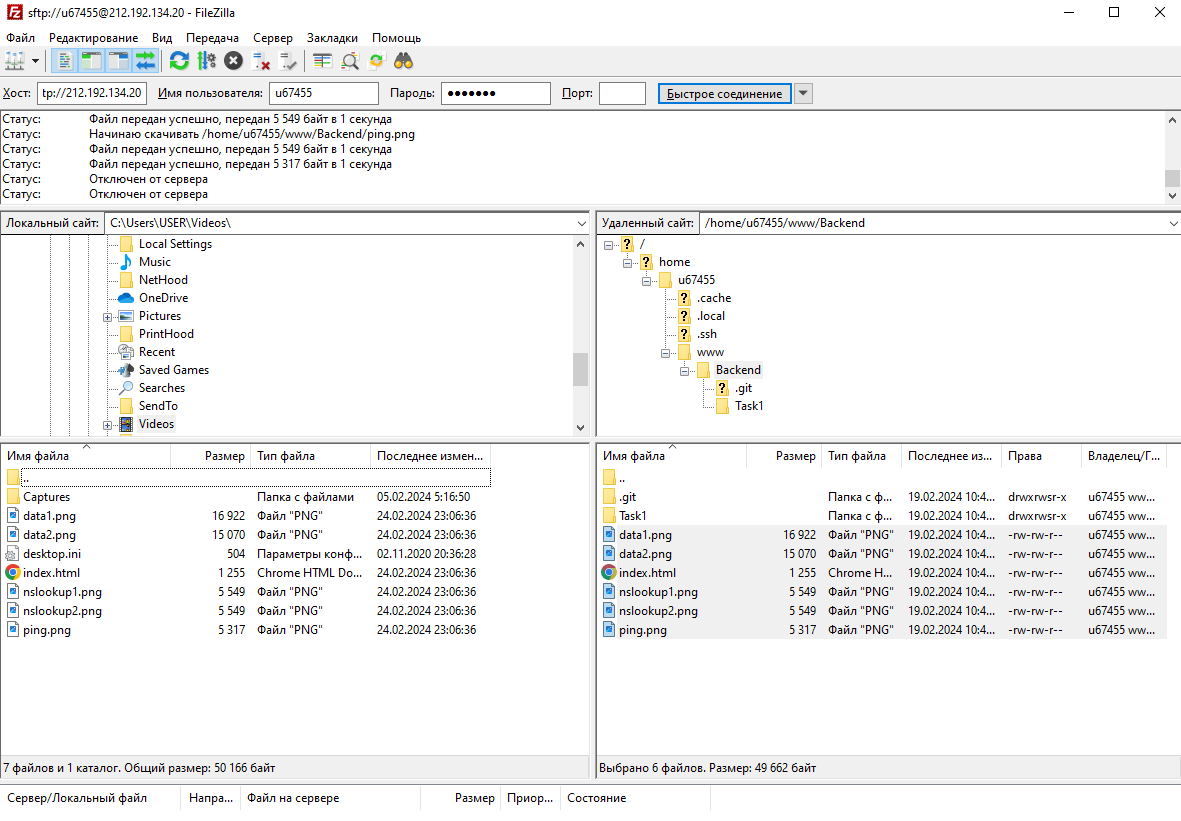 sftp://u67455@212.192.134.20 - FileZilla
Файл Редактирование Вид Передача Сервер Закладки Помощь
Хост: tp://212.192.134.20 Имя пользователя: u67455 Пароль: ●●●●●●● Порт: Быстрое соединение
Статус: Файл передан успешно, передан 5 549 байт в 1 секунда
Статус: Начинаю скачивать /home/u67455/www/Backend/ping.png
Статус: Файл передан успешно, передан 5 549 байт в 1 секунда
Статус: Файл передан успешно, передан 5 317 байт в 1 секунда
Статус: Отключен от сервера
Статус: Отключен от сервера
Локальный сайт: C:\Users\USER\Videos\
Local Settings
Music
NetHood
OneDrive
Pictures
PrintHood
Recent
Saved Games
Searches
SendTo
Videos
Удаленный сайт: /home/u67455/www/Backend
/
home
u67455
.cache
.local
.ssh
www
Backend
.git
Task1
Имя файла Размер Тип файла Последнее измен...
..
Captures Папка с файлами 05.02.2024 5:16:50
data1.png 16 922 Файл "PNG" 24.02.2024 23:06:36
data2.png 15 070 Файл "PNG" 24.02.2024 23:06:36
desktop.ini 504 Параметры конф... 02.11.2020 20:36:28
index.html 1 255 Chrome HTML Do... 24.02.2024 23:06:36
nslookup1.png 5 549 Файл "PNG" 24.02.2024 23:06:36
nslookup2.png 5 549 Файл "PNG" 24.02.2024 23:06:36
ping.png 5 317 Файл "PNG" 24.02.2024 23:06:36
7 файлов и 1 каталог. Общий размер: 50 166 байт
Имя файла Размер Тип файла Последнее из... Права Владелец/Г...
..
.git Папка с ф... 19.02.2024 10:4... drwxrwsr-x u67455 ww...
Task1 Папка с ф... 19.02.2024 10:4... drwxrwsr-x u67455 ww...
data1.png 16 922 Файл "PNG" 19.02.2024 10:4... -rw-rw-r-- u67455 ww...
data2.png 15 070 Файл "PNG" 19.02.2024 10:4... -rw-rw-r-- u67455 ww...
index.html 1 255 Chrome H... 19.02.2024 10:4... -rw-rw-r-- u67455 ww...
nslookup1.png 5 549 Файл "PNG" 19.02.2024 10:4... -rw-rw-r-- u67455 ww...
nslookup2.png 5 549 Файл "PNG" 19.02.2024 10:4... -rw-rw-r-- u67455 ww...
ping.png 5 317 Файл "PNG" 19.02.2024 10:4... -rw-rw-r-- u67455 ww...
Выбрано 6 файлов. Размер: 49 662 байт
Сервер/Локальный файл Напра... Файл на сервере Размер Приор... Состояние